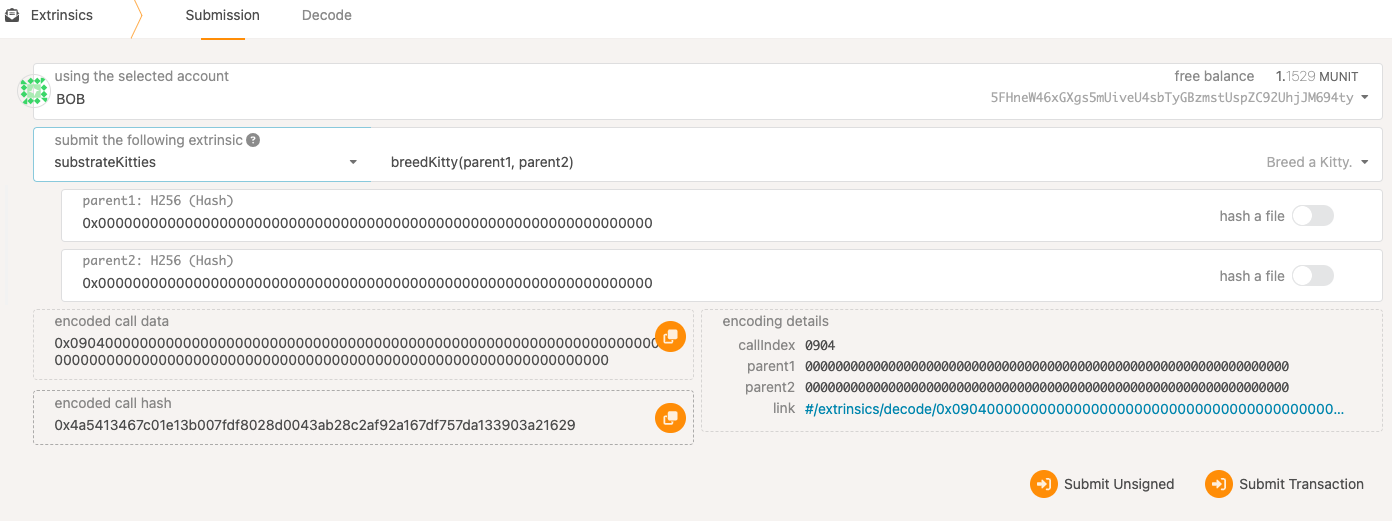 Extrinsics
Submission
Decode
using the selected account
free balance 1.1529 MUNIT
BOB
5FHneW46xGXgs5mUiveU4sbTyGBzmstUspZC92UhjJM694ty
submit the following extrinsic ?
substrateKitties
breedKitty(parent1, parent2)
Breed a Kitty.
parent1: H256 (Hash)
0x0000000000000000000000000000000000000000000000000000000000000000
hash a file
parent2: H256 (Hash)
0x0000000000000000000000000000000000000000000000000000000000000000
hash a file
encoded call data
0x09040000000000000000000000000000000000000000000000000000000000000000
0000000000000000000000000000000000000000000000000000000000000000
encoded call hash
0x4a5413467c01e13b007fdf8028d0043ab28c2af92a167df757da133903a21629
encoding details
callIndex 0904
parent1 0000000000000000000000000000000000000000000000000000000000000000
parent2 0000000000000000000000000000000000000000000000000000000000000000
link #/extrinsics/decode/0x09040000000000000000000000000000000000000000...
Submit Unsigned
Submit Transaction